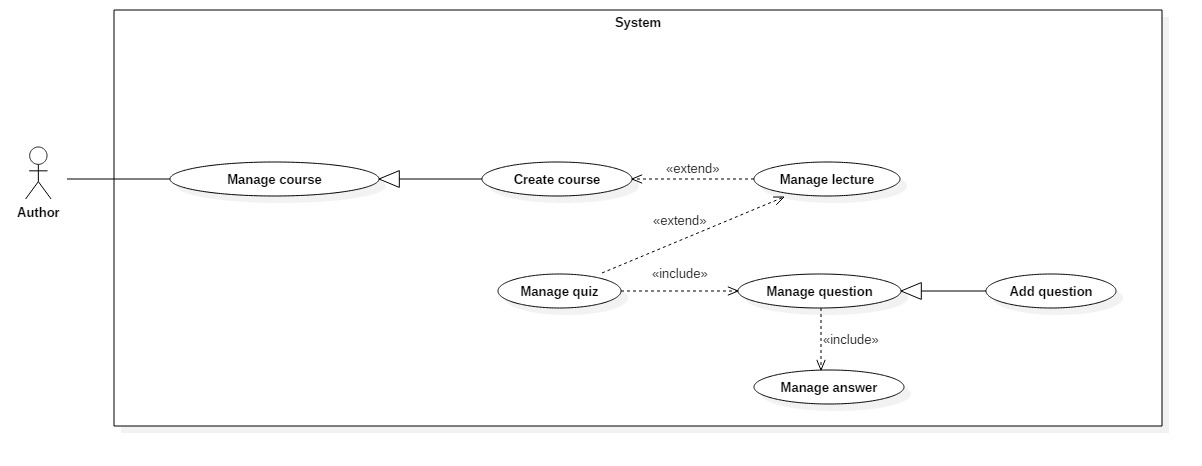 System
«extend»
Manage course
Create course
Manage lecture
Author
«extend»
«include»
Manage quiz
Manage question
Add question
«include»
Manage answer